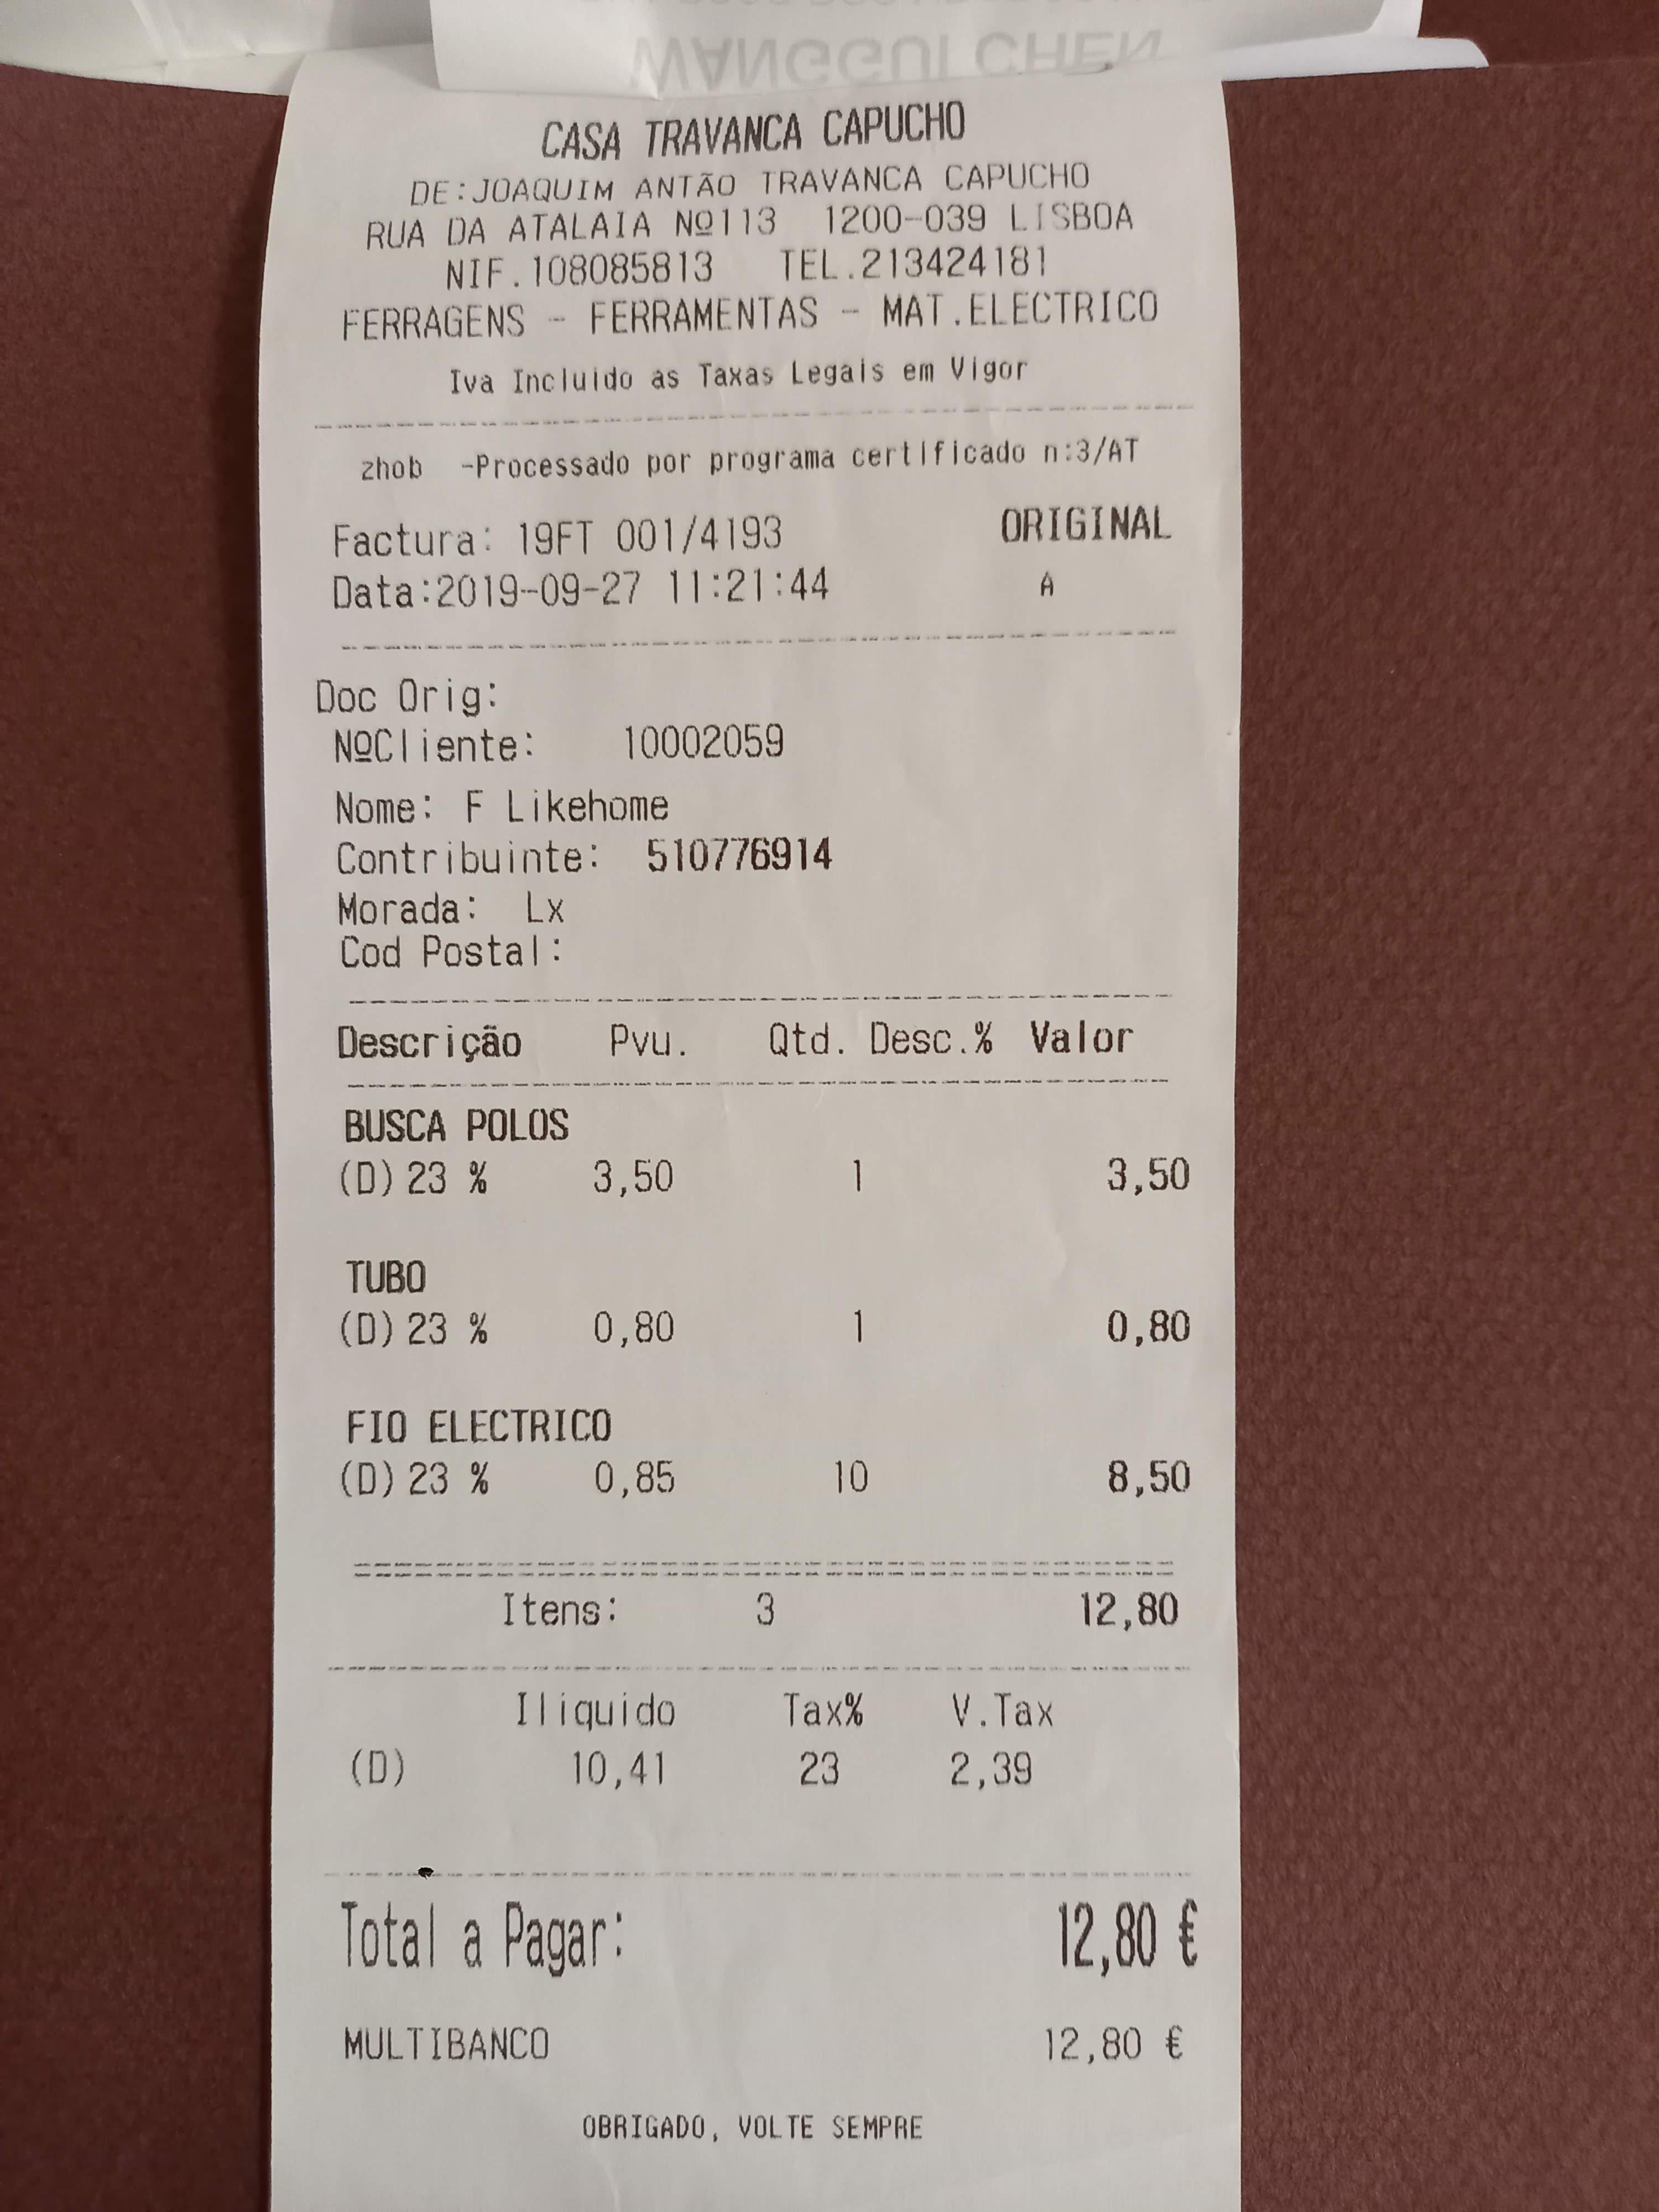 WANGGUI CHEN
CASA TRAVANCA CAPUCHO
DE:JOAQUIM ANTÃO TRAVANCA CAPUCHO
RUA DA ATALAIA Nº113 1200-039 LISBOA
NIF.108085813 TEL.213424181
FERRAGENS - FERRAMENTAS - MAT.ELECTRICO
Iva Incluido as Taxas Legais em Vigor
zhob -Processado por programa certificado n:3/AT
Factura: 19FT 001/4193 ORIGINAL
Data:2019-09-27 11:21:44 A
Doc Orig:
NºCliente: 10002059
Nome: F Likehome
Contribuinte: 510776914
Morada: Lx
Cod Postal:
Descrição Pvu. Qtd. Desc.% Valor
BUSCA POLOS
(D) 23 % 3,50 1 3,50
TUBO
(D) 23 % 0,80 1 0,80
FIO ELECTRICO
(D) 23 % 0,85 10 8,50
Itens: 3 12,80
Iliquido Tax% V.Tax
(D) 10,41 23 2,39
Total a Pagar: 12,80 €
MULTIBANCO 12,80 €
OBRIGADO, VOLTE SEMPRE